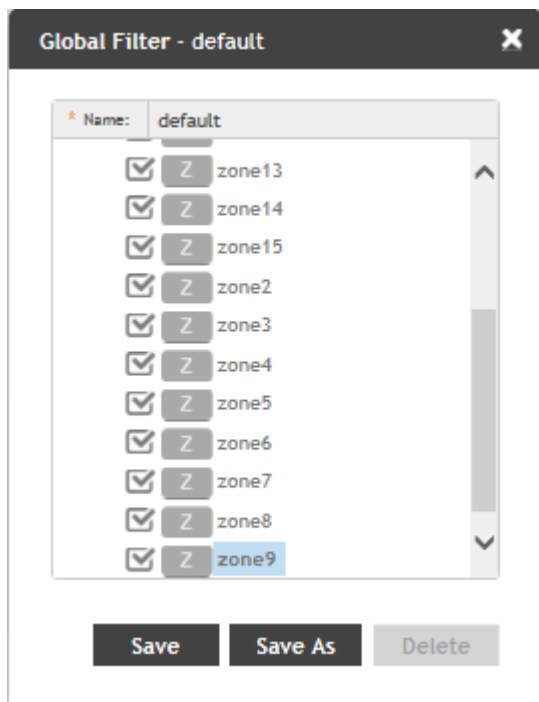 Global Filter - default
* Name: default
Z zone13
Z zone14
Z zone15
Z zone2
Z zone3
Z zone4
Z zone5
Z zone6
Z zone7
Z zone8
Z zone9
Save Save As Delete